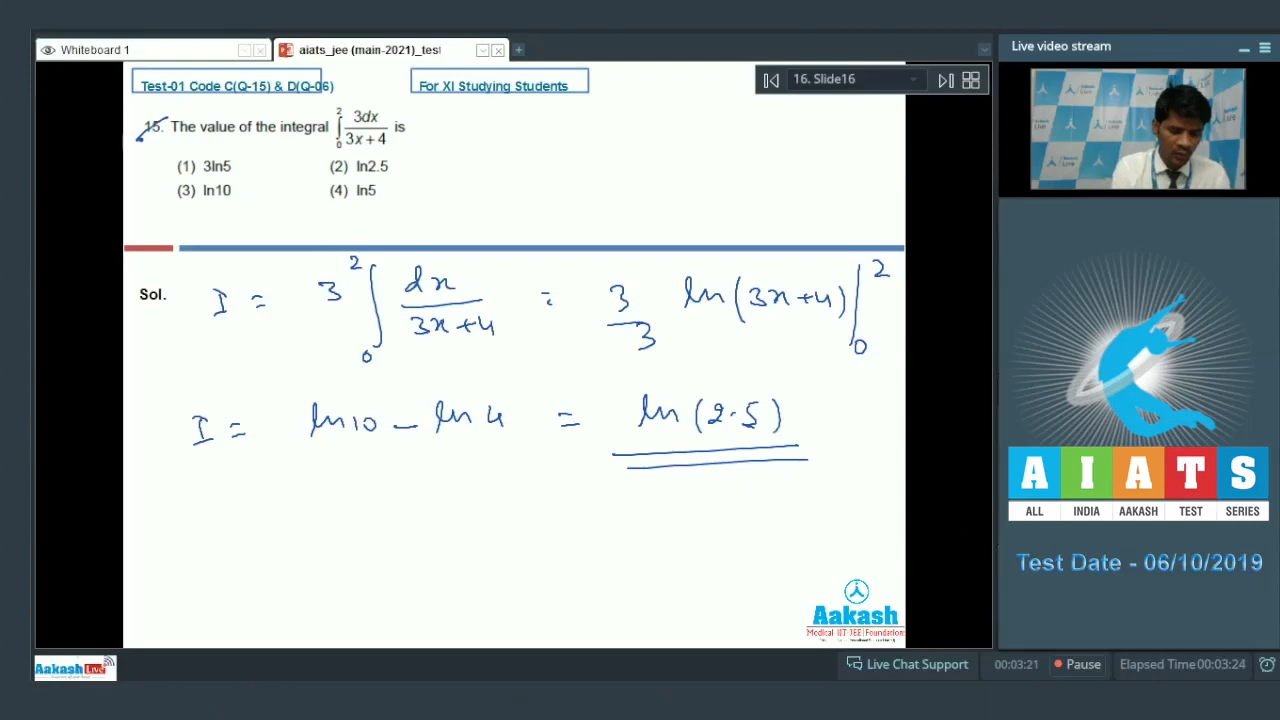 Whiteboard 1
aiats_jee (main-2021)_test
Live video stream
Test-01 Code C(Q-15) & D(Q-06)
For XI Studying Students
16. Slide16
15. The value of the integral ∫₀² 3dx/(3x + 4) is
(1) 3ln5 (2) ln2.5
(3) ln10 (4) ln5
Sol. I = 3 ∫₀² dx/(3x+4) = 3/3 ln(3x+4)|₀²
I = ln 10 – ln 4 = ln (2.5)
A I A T S
ALL INDIA AAKASH TEST SERIES
Test Date - 06/10/2019
Aakash
Medical | IIT-JEE | Foundations
Aakash Live
Live Chat Support
00:03:21
Pause
Elapsed Time 00:03:24